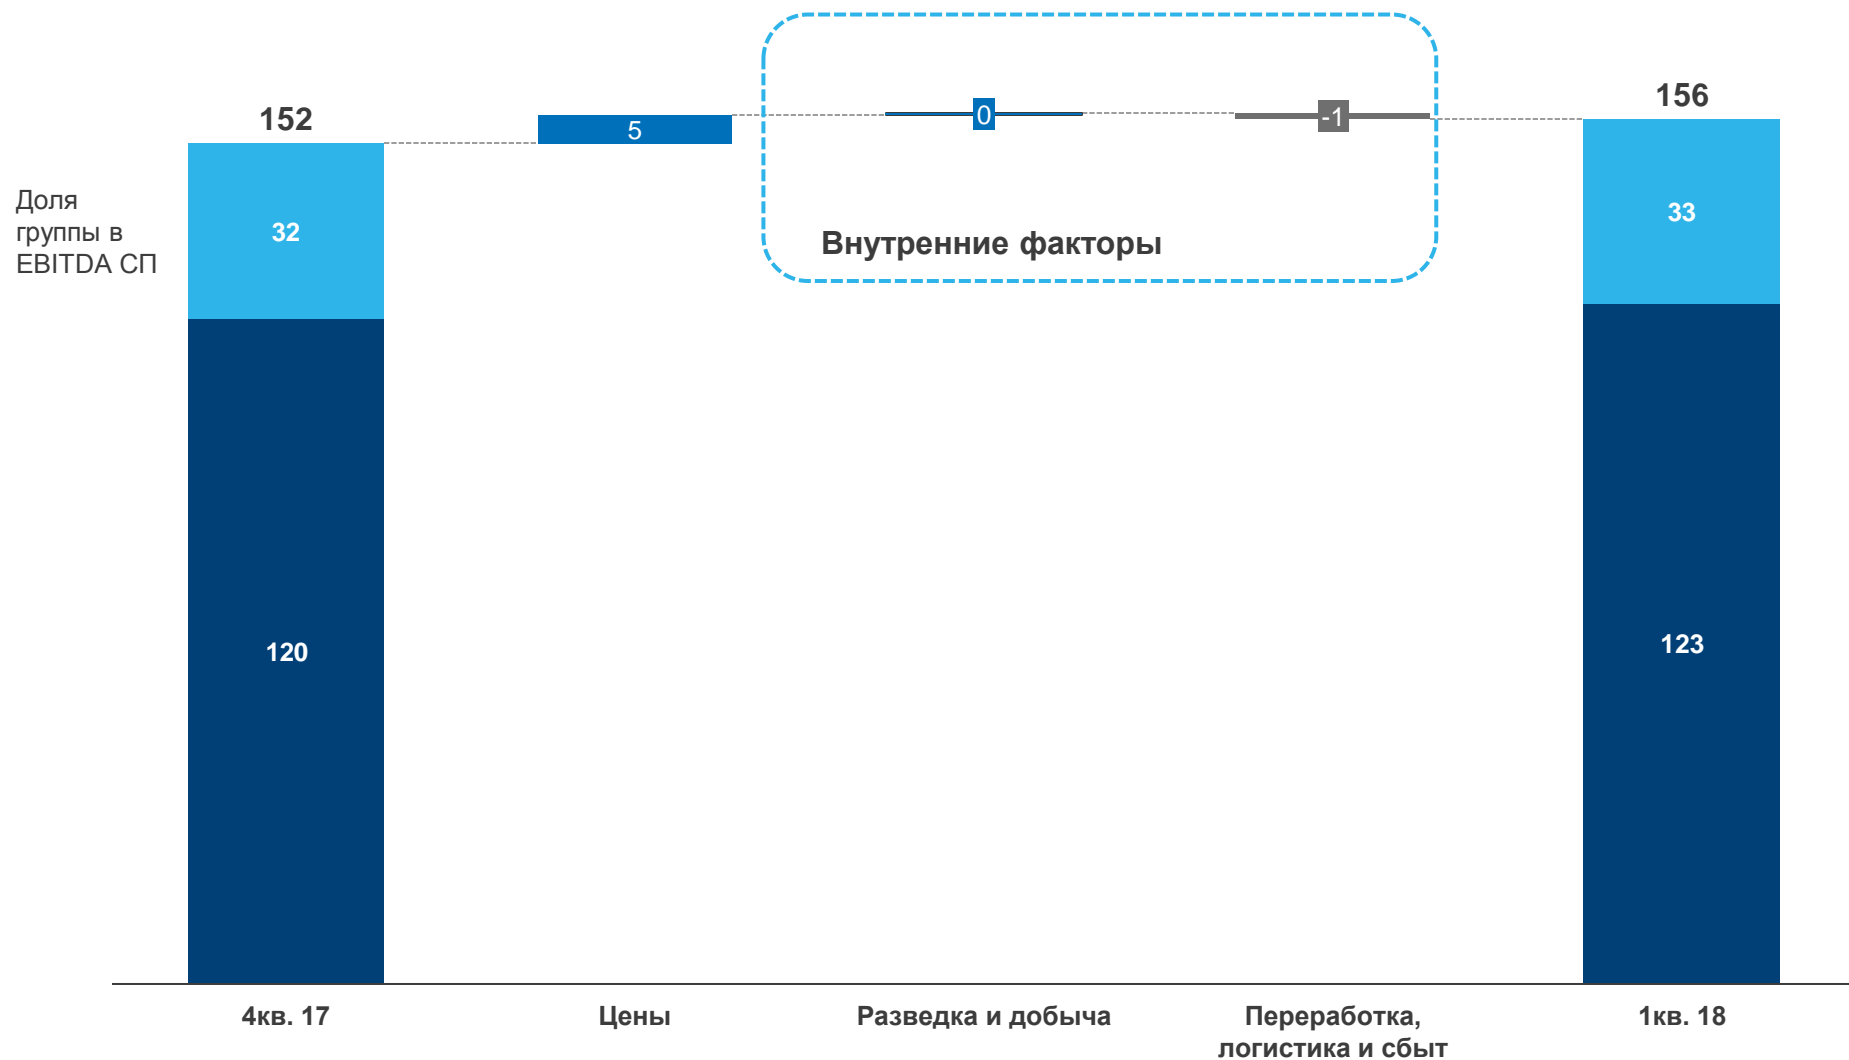 152
5
0
-1
156
Доля
группы в
EBITDA СП
32
33
Внутренние факторы
120
123
4кв. 17
Цены
Разведка и добыча
Переработка,
логистика и сбыт
1кв. 18